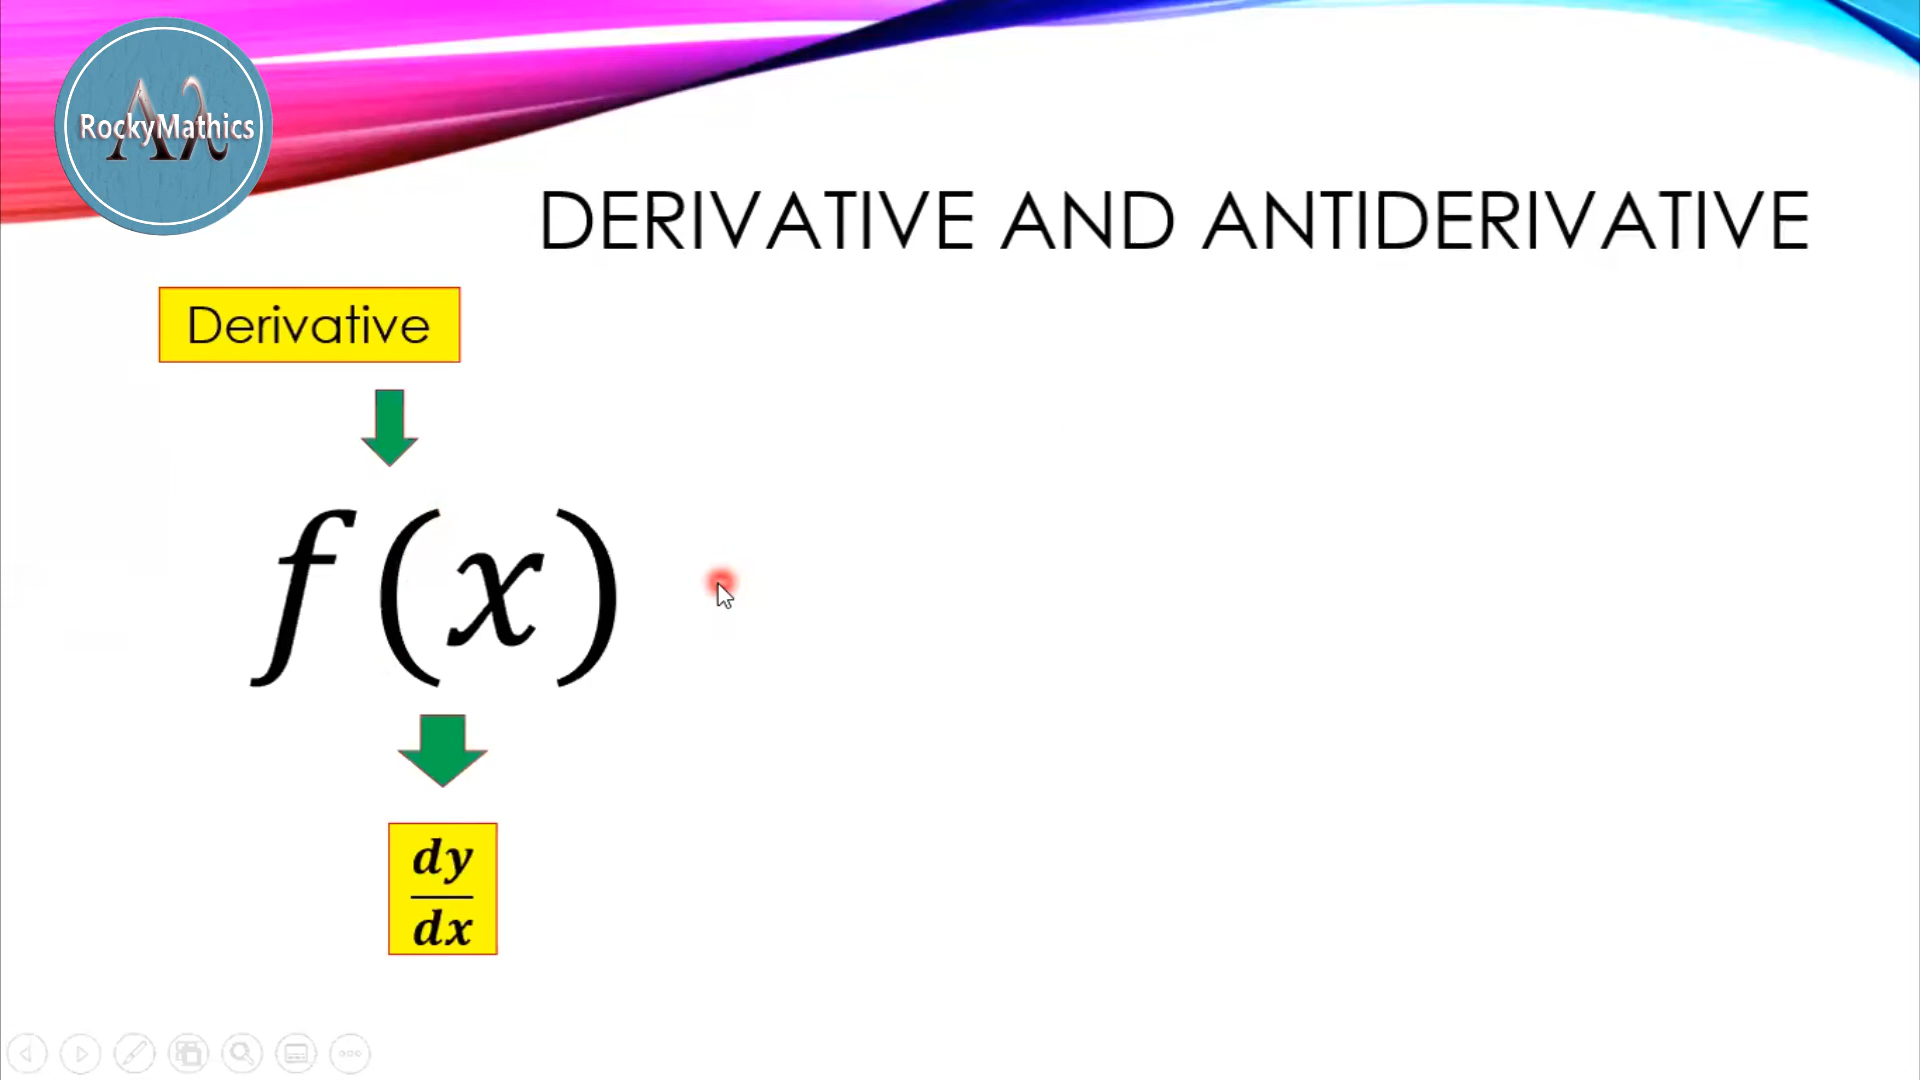 RockyMathics
DERIVATIVE AND ANTIDERIVATIVE
Derivative
f(x)
dy
dx